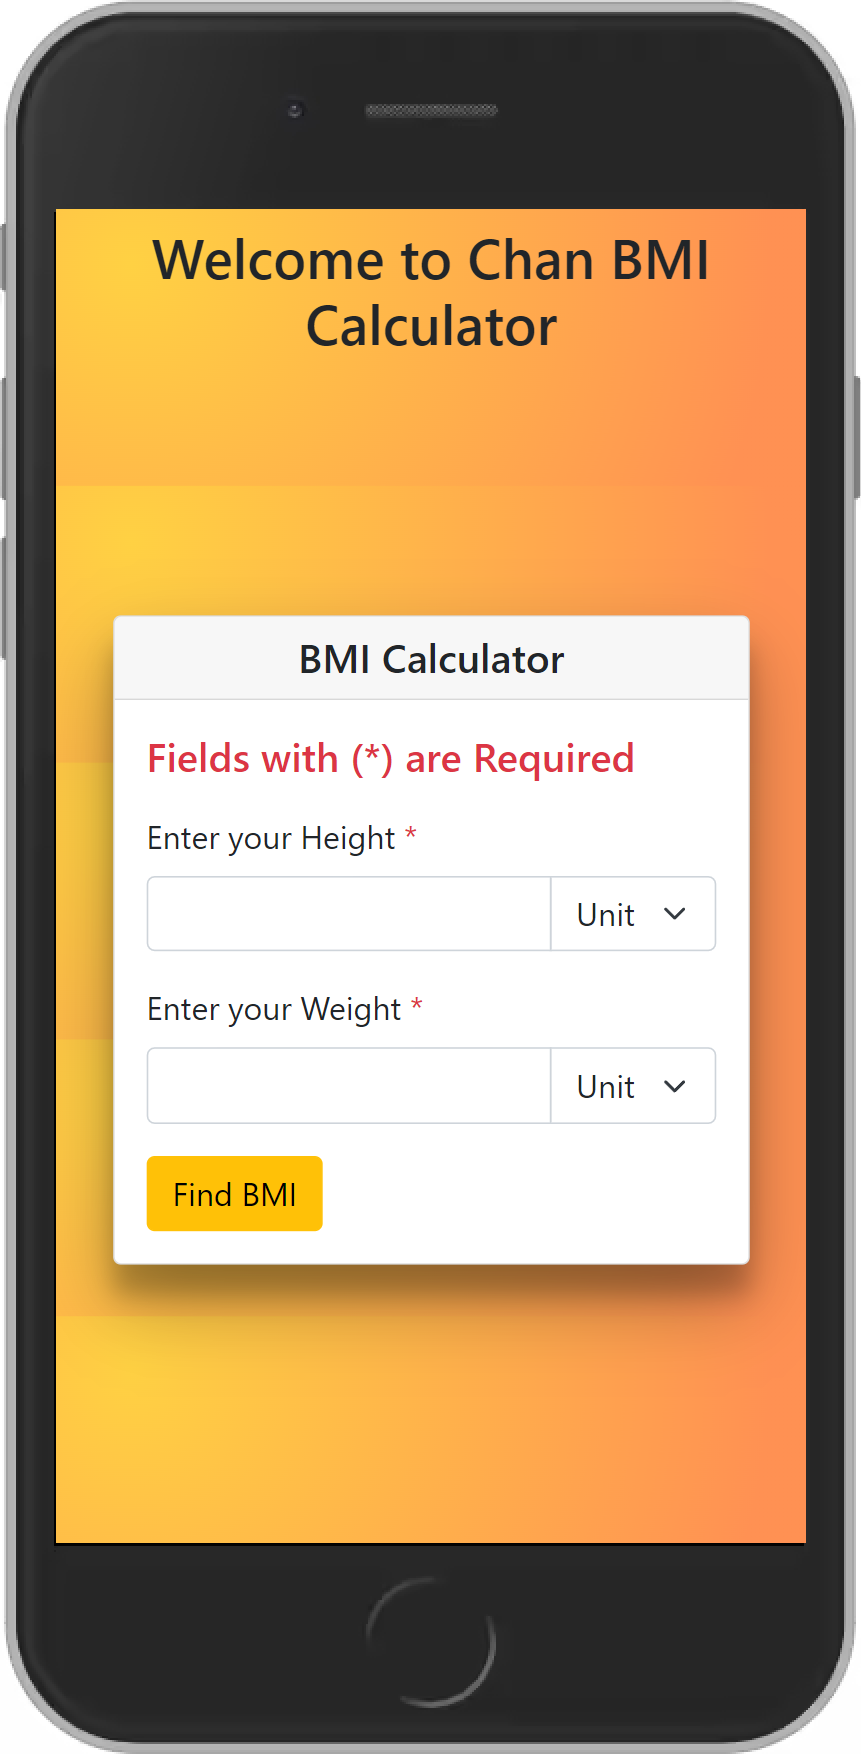 Welcome to Chan BMI
Calculator
BMI Calculator
Fields with (*) are Required
Enter your Height *
Unit
Enter your Weight *
Unit
Find BMI